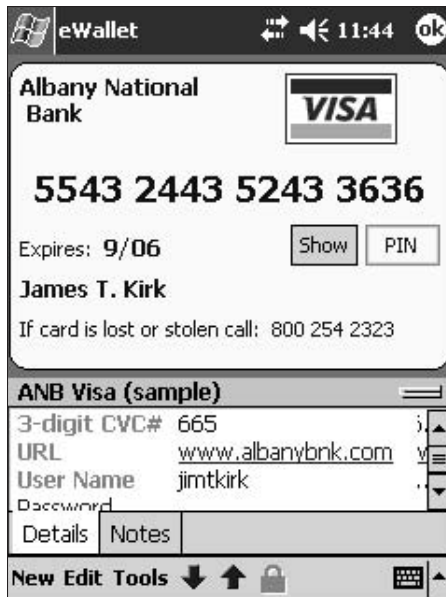 eWallet 11:44 ok
Albany National
Bank
VISA
5543 2443 5243 3636
Expires: 9/06 Show PIN
James T. Kirk
If card is lost or stolen call: 800 254 2323
ANB Visa (sample)
3-digit CVC# 665
URL www.albanybnk.com
User Name jimtkirk
Password
Details Notes
New Edit Tools